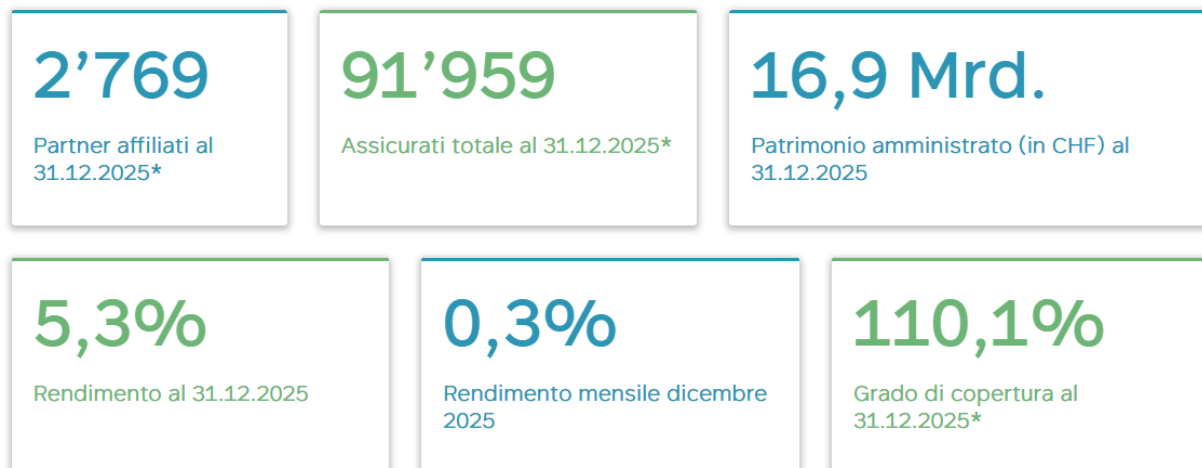 2’769
Partner affiliati al
31.12.2025*
91’959
Assicurati totale al 31.12.2025*
16,9 Mrd.
Patrimonio amministrato (in CHF) al
31.12.2025
5,3%
Rendimento al 31.12.2025
0,3%
Rendimento mensile dicembre
2025
110,1%
Grado di copertura al
31.12.2025*